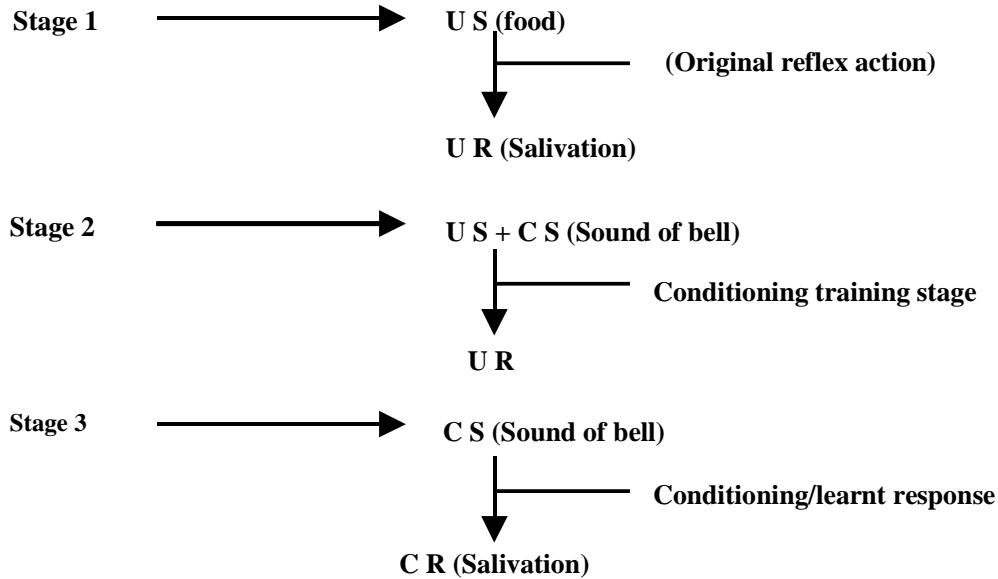 Stage 1 U S (food)
(Original reflex action)
U R (Salivation)
Stage 2 U S + C S (Sound of bell)
Conditioning training stage
U R
Stage 3 C S (Sound of bell)
Conditioning/learnt response
C R (Salivation)